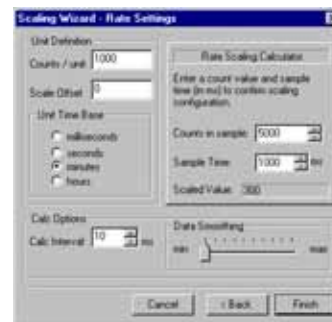 Scaling Wizard - Rate Settings
Unit Definition
Counts / unit 1000
Scale Offset 0
Unit Time Base
milliseconds
seconds
minutes
hours
Rate Scaling Calculator
Enter a count value and sample
time (in ms) to confirm scaling
configuration.
Counts in sample: 5000
Sample Time: 1000 ms
Scaled Value: 300
Calc Options
Calc Interval: 10 ms
Data Smoothing
min max
Cancel < Back Finish